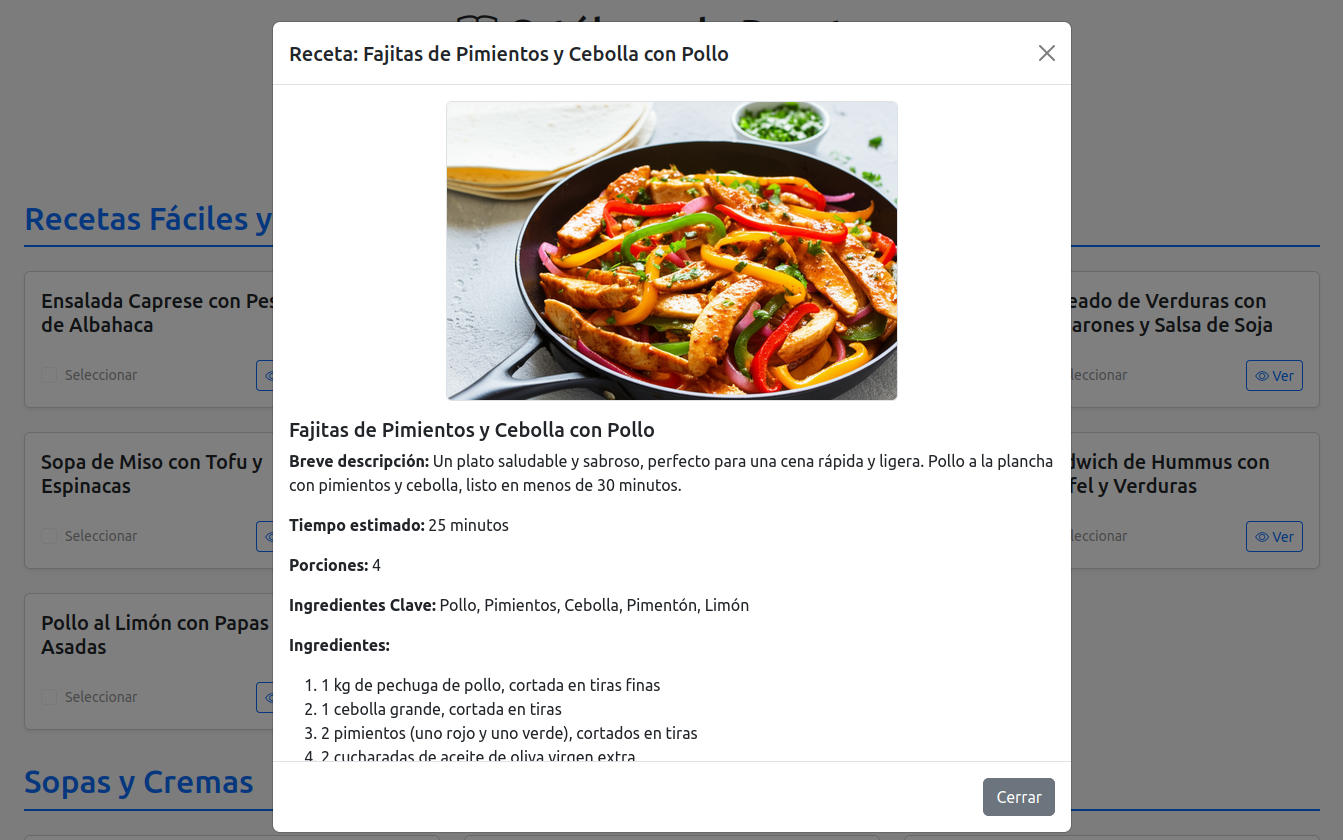 Receta: Fajitas de Pimientos y Cebolla con Pollo
Recetas Fáciles y
Ensalada Caprese con Pes
de Albahaca
Seleccionar
eado de Verduras con
arones y Salsa de Soja
leccionar
Ver
Sopa de Miso con Tofu y
Espinacas
Seleccionar
dwich de Hummus con
fel y Verduras
leccionar
Ver
Pollo al Limón con Papas
Asadas
Seleccionar
Sopas y Cremas
Fajitas de Pimientos y Cebolla con Pollo
Breve descripción: Un plato saludable y sabroso, perfecto para una cena rápida y ligera. Pollo a la plancha
con pimientos y cebolla, listo en menos de 30 minutos.
Tiempo estimado: 25 minutos
Porciones: 4
Ingredientes Clave: Pollo, Pimientos, Cebolla, Pimentón, Limón
Ingredientes:
1. 1 kg de pechuga de pollo, cortada en tiras finas
2. 1 cebolla grande, cortada en tiras
3. 2 pimientos (uno rojo y uno verde), cortados en tiras
4. 2 cucharadas de aceite de oliva virgen extra
Cerrar